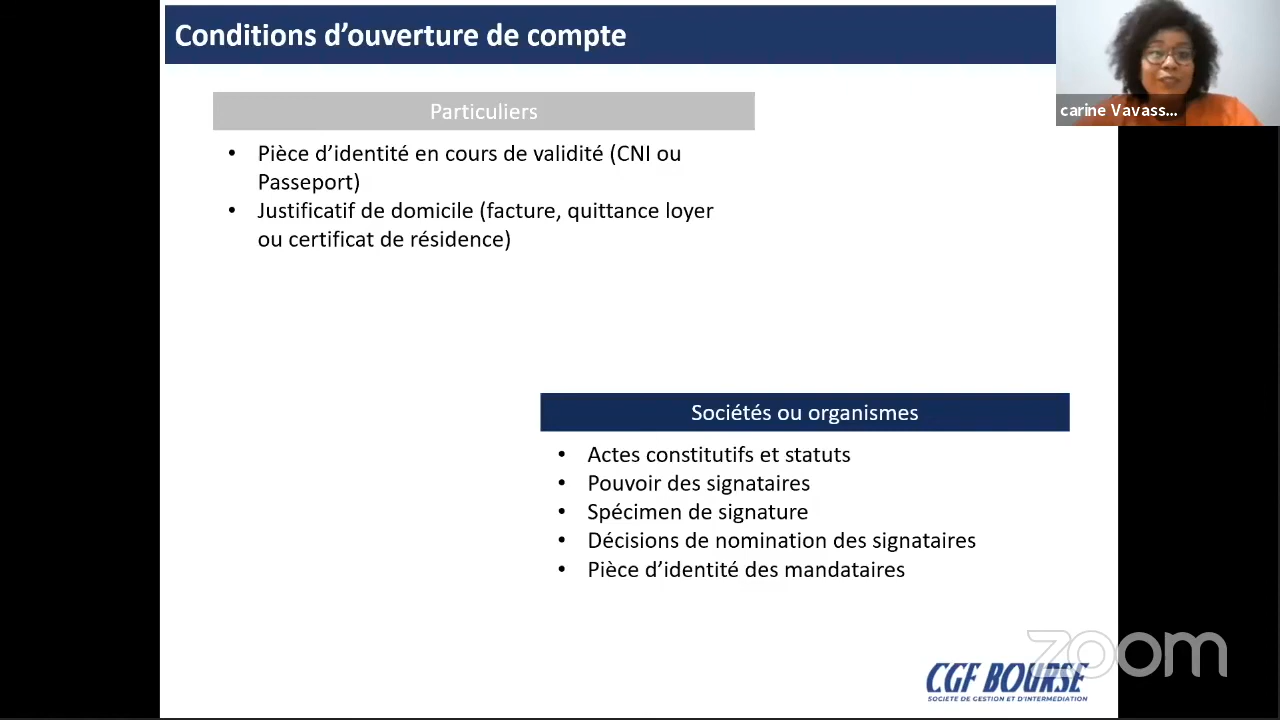 Conditions d’ouverture de compte
carine Vavass...
Particuliers
• Pièce d’identité en cours de validité (CNI ou
Passeport)
• Justificatif de domicile (facture, quittance loyer
ou certificat de résidence)
Sociétés ou organismes
• Actes constitutifs et statuts
• Pouvoir des signataires
• Spécimen de signature
• Décisions de nomination des signataires
• Pièce d’identité des mandataires
zoom
CGF BOURSE
SOCIÉTÉ DE GESTION ET D’INTERMÉDIATION